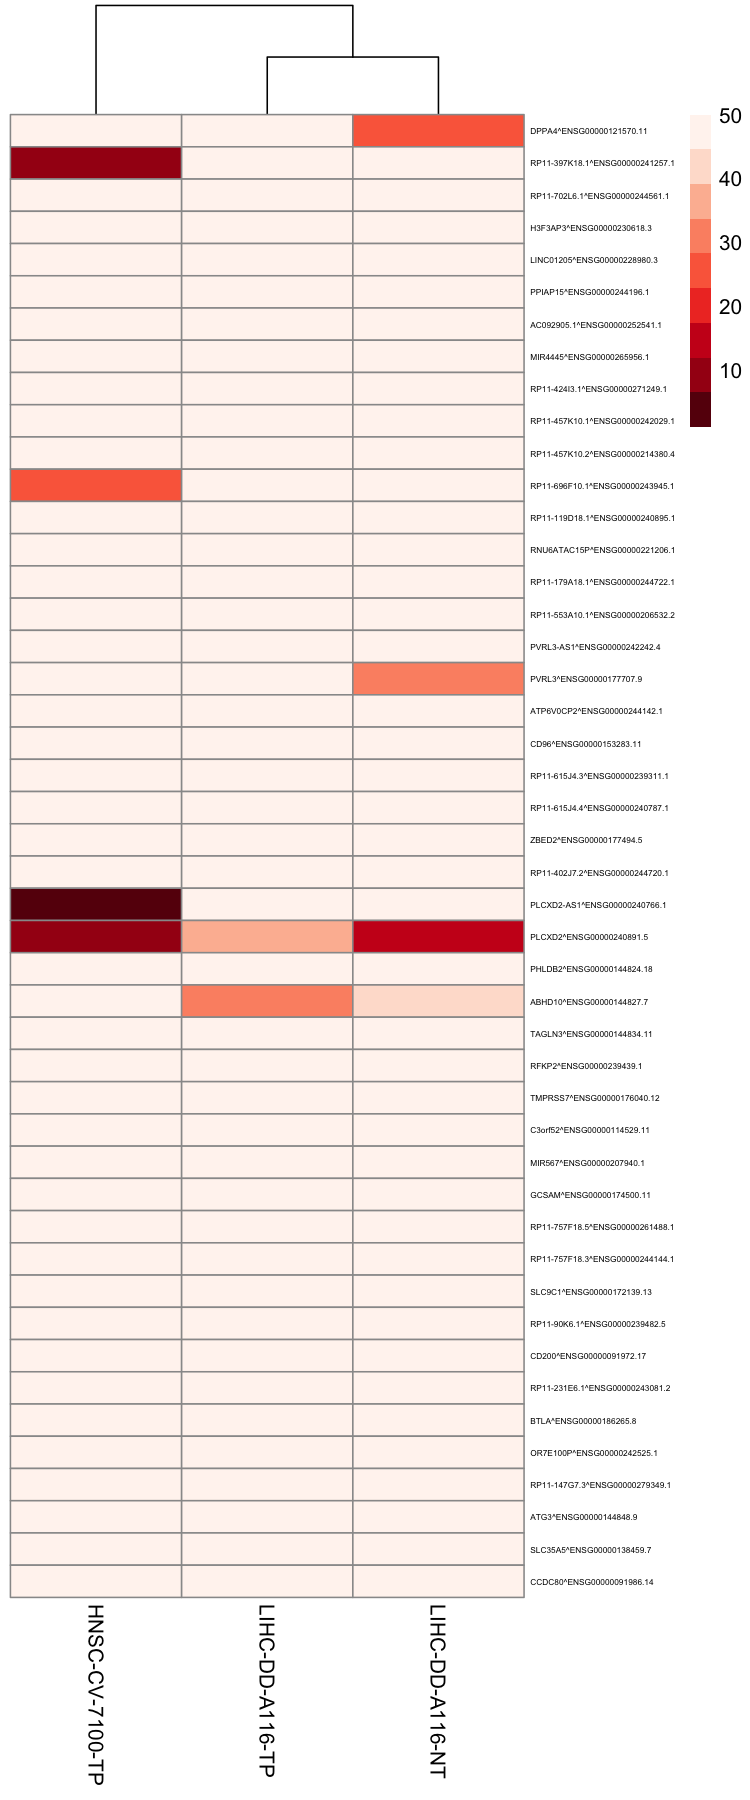 50
40
30
20
10
DPPA4^ENSG00000121570.11
RP11-397K18.1^ENSG00000241257.1
RP11-702L6.1^ENSG00000244561.1
H3F3AP3^ENSG00000230618.3
LINC01205^ENSG00000228980.3
PPIAP15^ENSG00000244196.1
AC092905.1^ENSG00000252541.1
MIR4445^ENSG00000265956.1
RP11-424I3.1^ENSG00000271249.1
RP11-457K10.1^ENSG00000242029.1
RP11-457K10.2^ENSG00000214380.4
RP11-696F10.1^ENSG00000243945.1
RP11-119D18.1^ENSG00000240895.1
RNU6ATAC15P^ENSG00000221206.1
RP11-179A18.1^ENSG00000244722.1
RP11-553A10.1^ENSG00000206532.2
PVRL3-AS1^ENSG00000242242.4
PVRL3^ENSG00000177707.9
ATP6V0CP2^ENSG00000244142.1
CD96^ENSG00000153283.11
RP11-615J4.3^ENSG00000239311.1
RP11-615J4.4^ENSG00000240787.1
ZBED2^ENSG00000177494.5
RP11-402J7.2^ENSG00000244720.1
PLCXD2-AS1^ENSG00000240766.1
PLCXD2^ENSG00000240891.5
PHLDB2^ENSG00000144824.18
ABHD10^ENSG00000144827.7
TAGLN3^ENSG00000144834.11
RFKP2^ENSG00000239439.1
TMPRSS7^ENSG00000176040.12
C3orf52^ENSG00000114529.11
MIR567^ENSG00000207940.1
GCSAM^ENSG00000174500.11
RP11-757F18.5^ENSG00000261488.1
RP11-757F18.3^ENSG00000244144.1
SLC9C1^ENSG00000172139.13
RP11-90K6.1^ENSG00000239482.5
CD200^ENSG00000091972.17
RP11-231E6.1^ENSG00000243081.2
BTLA^ENSG00000186265.8
OR7E100P^ENSG00000242525.1
RP11-147G7.3^ENSG00000279349.1
ATG3^ENSG00000144848.9
SLC35A5^ENSG00000138459.7
CCDC80^ENSG00000091986.14
HNSC-CV-7100-TP
LIHC-DD-A116-TP
LIHC-DD-A116-NT